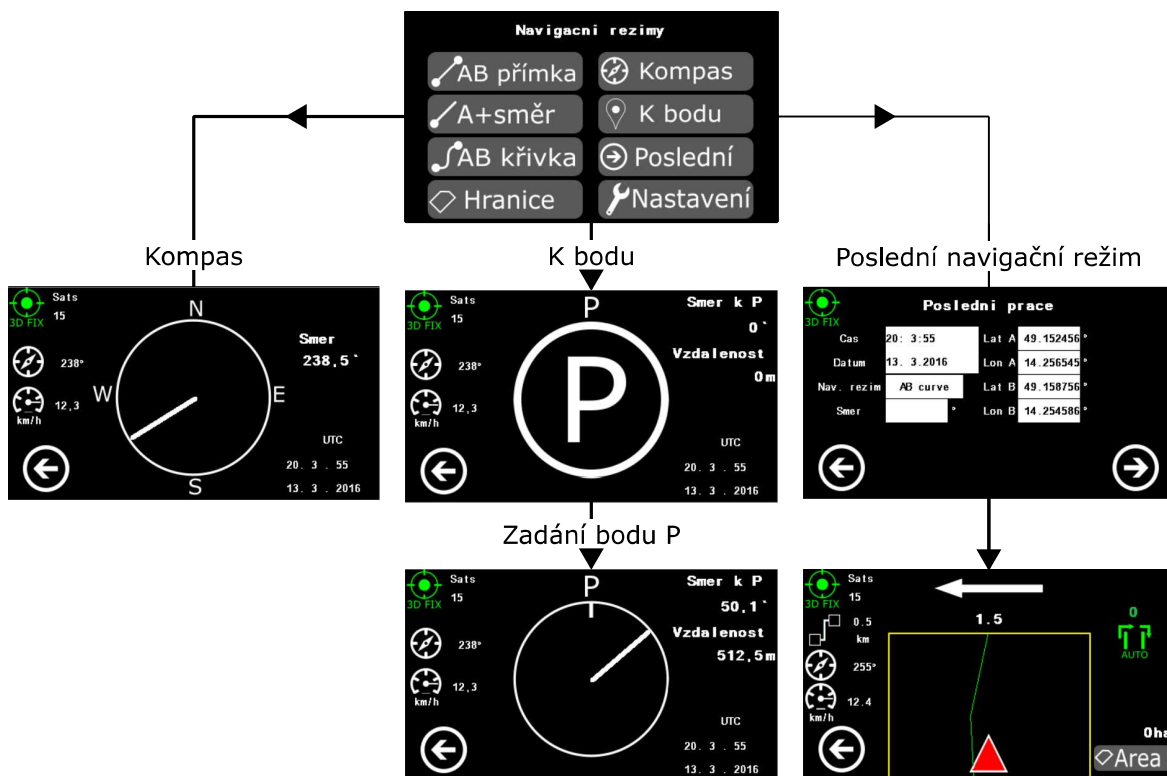 Navigacni rezimy
AB přímka
Kompas
A+směr
K bodu
AB křivka
Poslední
Hranice
Nastavení
Kompas
K bodu
Poslední navigační režim
Sats
15
3D FIX
N
Smer
238,5°
238°
W
E
12,3
km/h
UTC
20. 3 . 55
S
13. 3 . 2016
Sats
15
3D FIX
P
Smer k P
0°
Vzdalenost
238°
0m
P
12,3
km/h
UTC
20. 3 . 55
13. 3 . 2016
3D FIX
Posledni prace
Cas
20: 3:55
Lat A
49.152456°
Datum
13. 3.2016
Lon A
14.256545°
Nav. rezim
AB curve
Lat B
49.158756°
Smer
°
Lon B
14.254586°
Zadání bodu P
Sats
15
3D FIX
P
Smer k P
50,1°
Vzdalenost
238°
512,5m
12,3
km/h
UTC
20. 3 . 55
13. 3 . 2016
Sats
15
3D FIX
0.5
km
1.5
0
AUTO
255°
12.4
km/h
0ha
Area